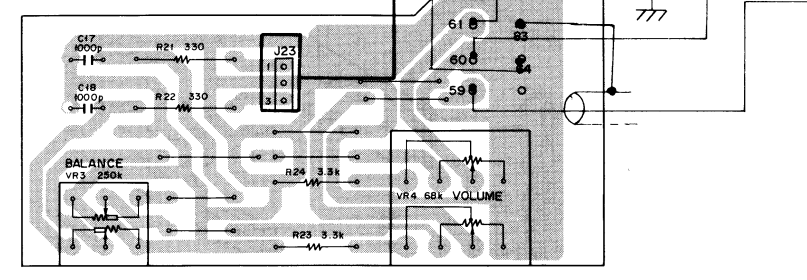 61
83
C17
1000p
R21 330
J23
1
60
84
C18
1000p
R22 330
3
59
BALANCE
VR3 250k
R24 3.3k
VR4 68k VOLUME
R23 3.3k